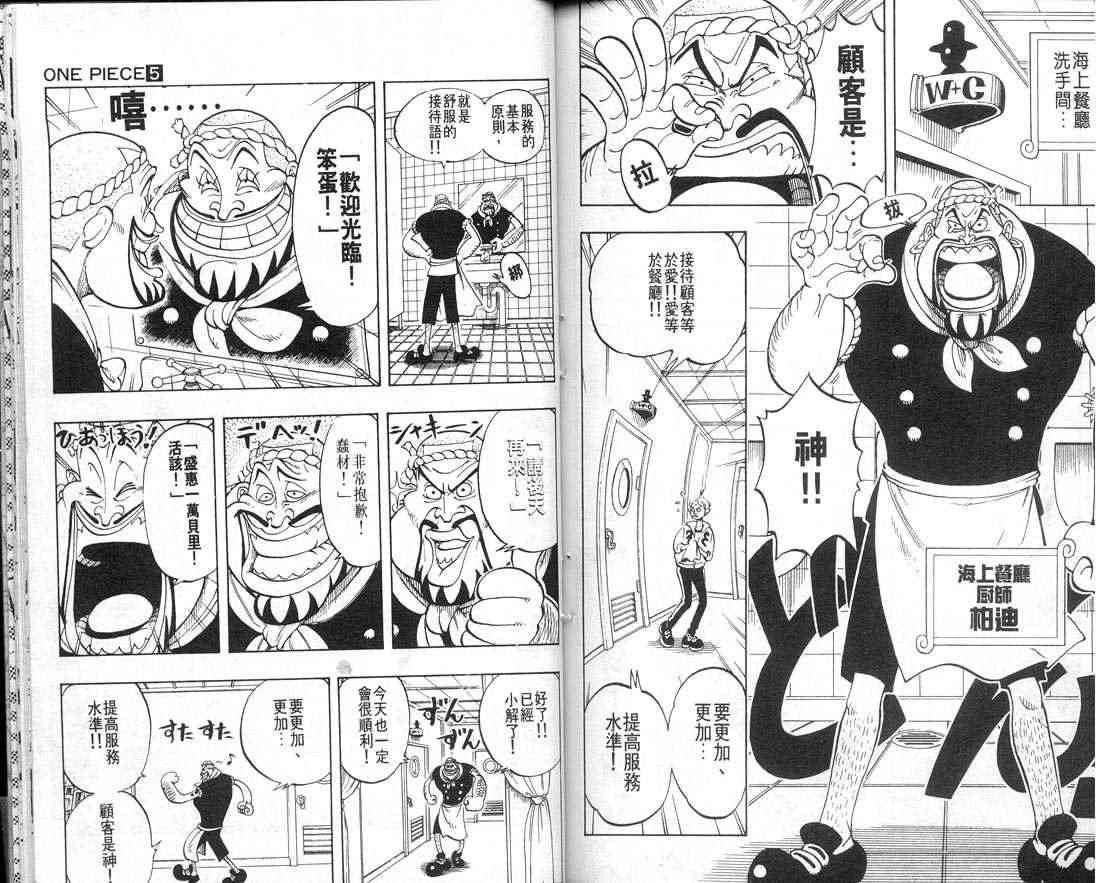 海上餐廳
洗手間…
W+C
顧客是…
拉
拔
神!!
海上餐廳
廚師
柏迪
接待顧客等
於愛!!愛等
於餐廳!!
W+C
要更加、
更加…
提高服務
水準!
ONE PIECE 5
服務的
基本
原則,
就是
舒服的
接待語!!
綁
嘻……
「歡迎光臨!
笨蛋!」
「請後天
再來!」
ジャキーン
「非常抱歉!
蠢材!」
デヘッ!
「盛惠一萬貝里!
活該!」
ひあっほう!
好了!!
已經
小解了!
今天也一定
會很順利!
ずん
ずん
要更加、
更加…
提高服務
水準!!
すた すた
顧客是神!